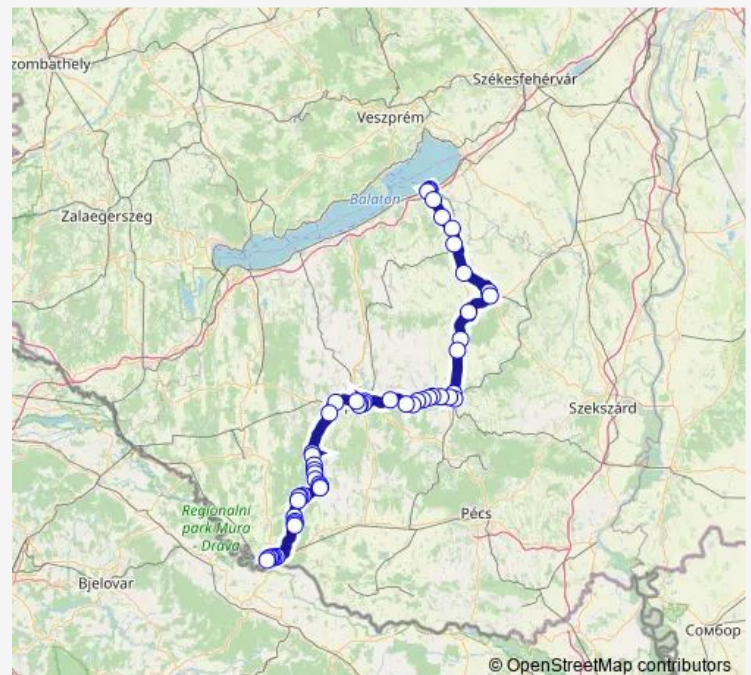 zombathely
Székesfehérvár
Veszprém
Balaton
Zalaegerszeg
Szekszárd
Regionalni
park Mura
- Drava
Pécs
Bjelovar
Сомбор
© OpenStreetMap contributors